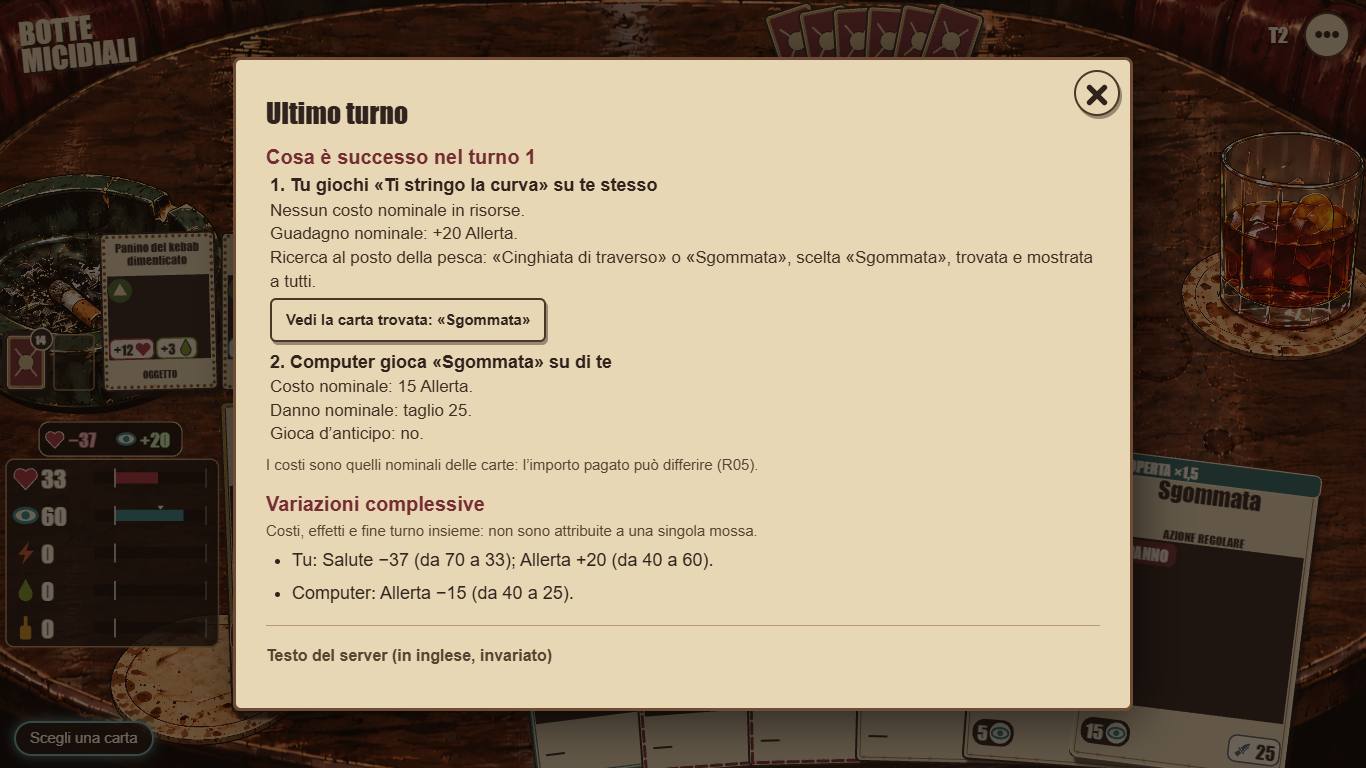 BOTTE
MICIDIALI
T2
Ultimo turno
Cosa è successo nel turno 1
1. Tu giochi «Ti stringo la curva» su te stesso
Nessun costo nominale in risorse.
Guadagno nominale: +20 Allerta.
Ricerca al posto della pesca: «Cinghiata di traverso» o «Sgommata», scelta «Sgommata», trovata e mostrata
a tutti.
Vedi la carta trovata: «Sgommata»
2. Computer gioca «Sgommata» su di te
Costo nominale: 15 Allerta.
Danno nominale: taglio 25.
Gioca d’anticipo: no.
I costi sono quelli nominali delle carte: l’importo pagato può differire (R05).
Variazioni complessive
Costi, effetti e fine turno insieme: non sono attribuite a una singola mossa.
• Tu: Salute −37 (da 70 a 33); Allerta +20 (da 40 a 60).
• Computer: Allerta −15 (da 40 a 25).
Testo del server (in inglese, invariato)
Panino del kebab
dimenticato
+12 +3
OGGETTO
14
−37 +20
33
60
0
0
0
Scegli una carta
OPERTA ×1,5
Sgommata
AZIONE REGOLARE
ANNO
5
15
25